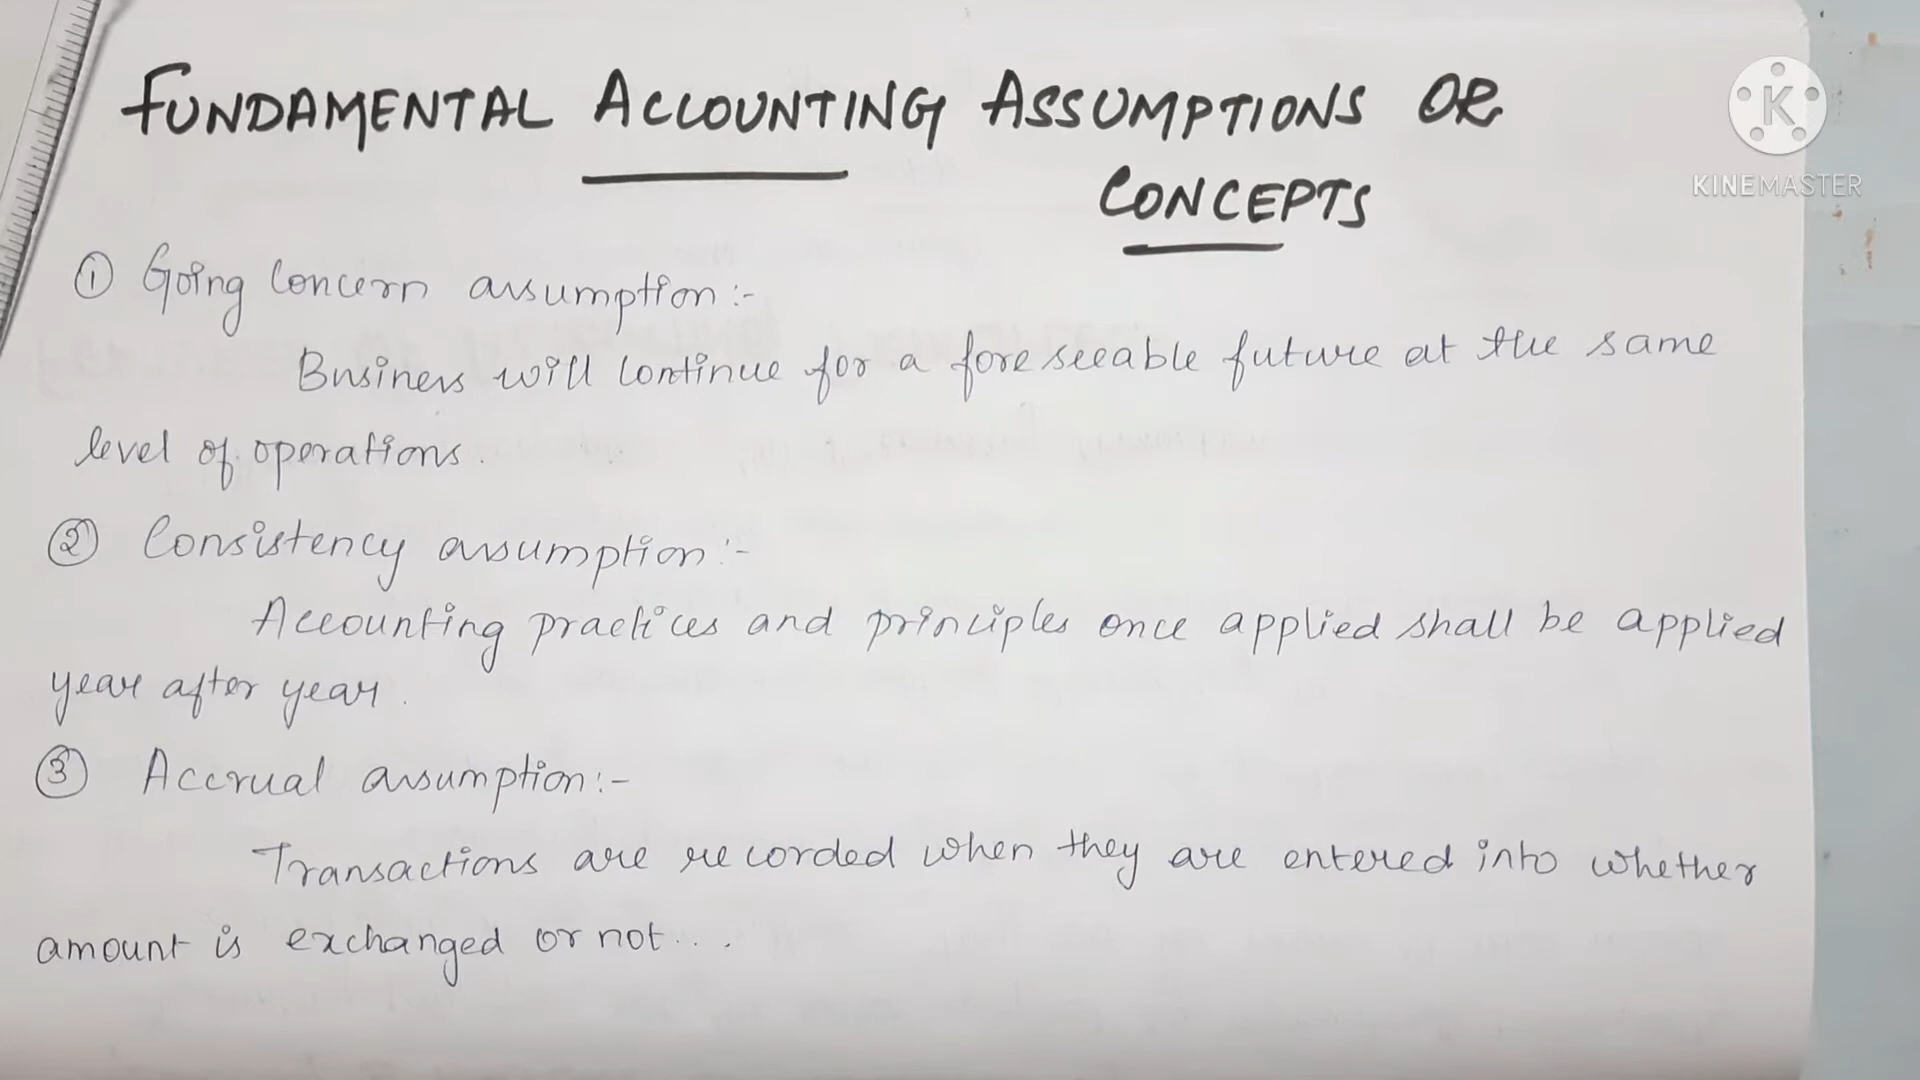 FUNDAMENTAL ACCOUNTING ASSUMPTIONS OR
CONCEPTS
① Going Concern assumption:-
Business will continue for a foreseeable future at the same
level of operations.
② Consistency assumption:-
Accounting practices and principles once applied shall be applied
year after year.
③ Accrual assumption:-
Transactions are recorded when they are entered into whether
amount is exchanged or not...
K
KINEMASTER